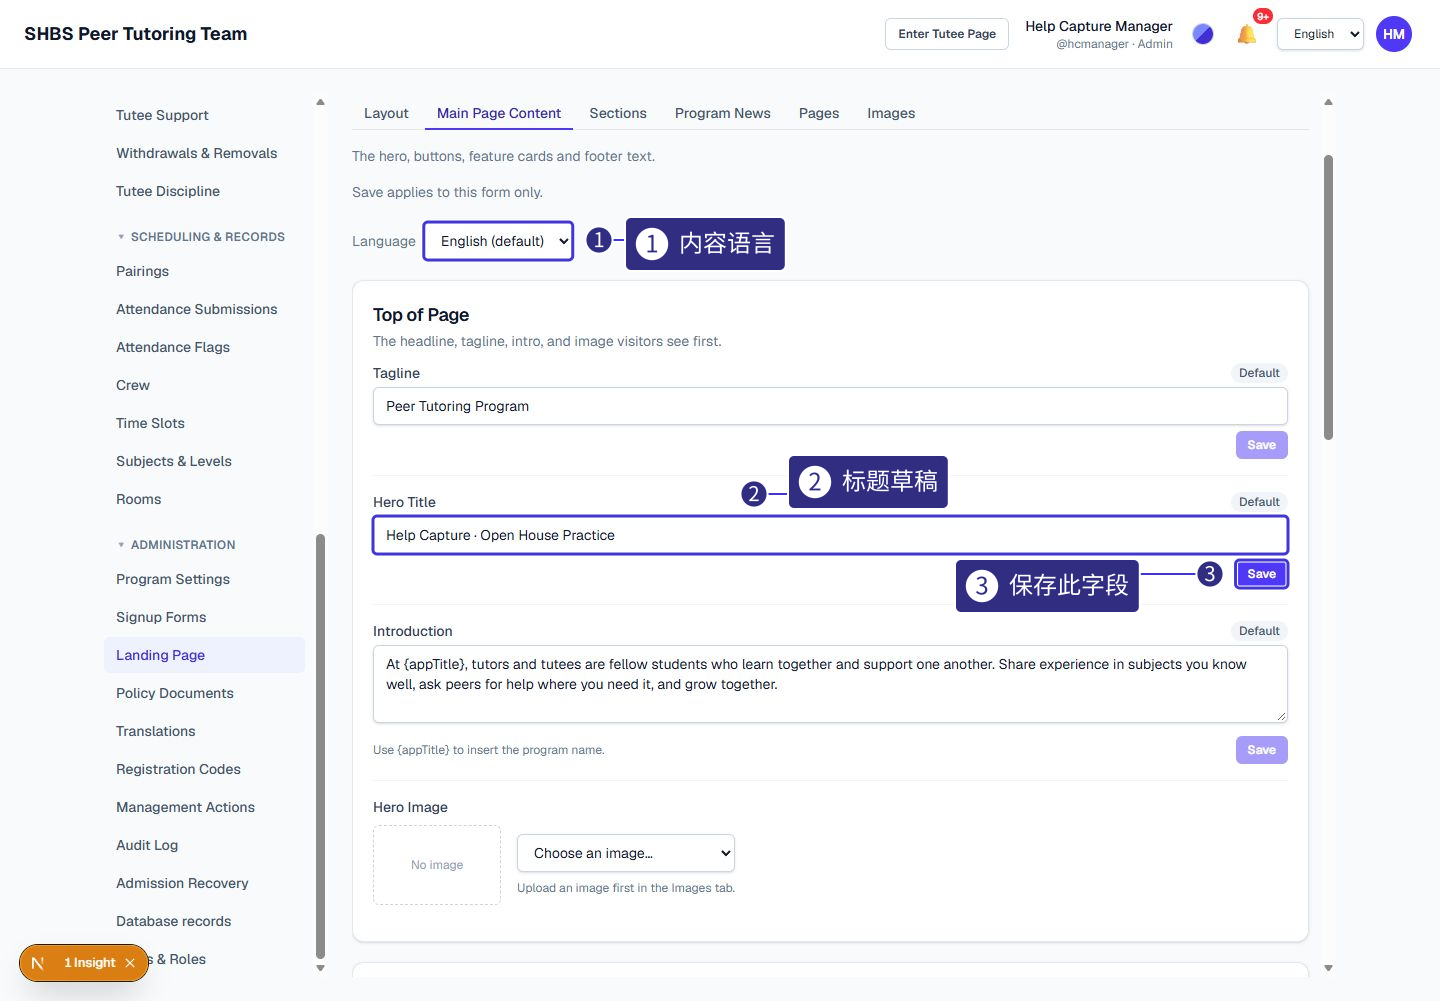 SHBS Peer Tutoring Team
Enter Tutee Page
Help Capture Manager
@hcmanager · Admin
9+
English
HM
Tutee Support
Withdrawals & Removals
Tutee Discipline
SCHEDULING & RECORDS
Pairings
Attendance Submissions
Attendance Flags
Crew
Time Slots
Subjects & Levels
Rooms
ADMINISTRATION
Program Settings
Signup Forms
Landing Page
Policy Documents
Translations
Registration Codes
Management Actions
Audit Log
Admission Recovery
Database records
s & Roles
N 1 Insight ×
Layout
Main Page Content
Sections
Program News
Pages
Images
The hero, buttons, feature cards and footer text.
Save applies to this form only.
Language
English (default)
1
1 内容语言
Top of Page
The headline, tagline, intro, and image visitors see first.
Tagline
Default
Peer Tutoring Program
Save
2
2 标题草稿
Hero Title
Default
Help Capture · Open House Practice
3 保存此字段
3
Save
Introduction
Default
At {appTitle}, tutors and tutees are fellow students who learn together and support one another. Share experience in subjects you know
well, ask peers for help where you need it, and grow together.
Use {appTitle} to insert the program name.
Save
Hero Image
No image
Choose an image...
Upload an image first in the Images tab.